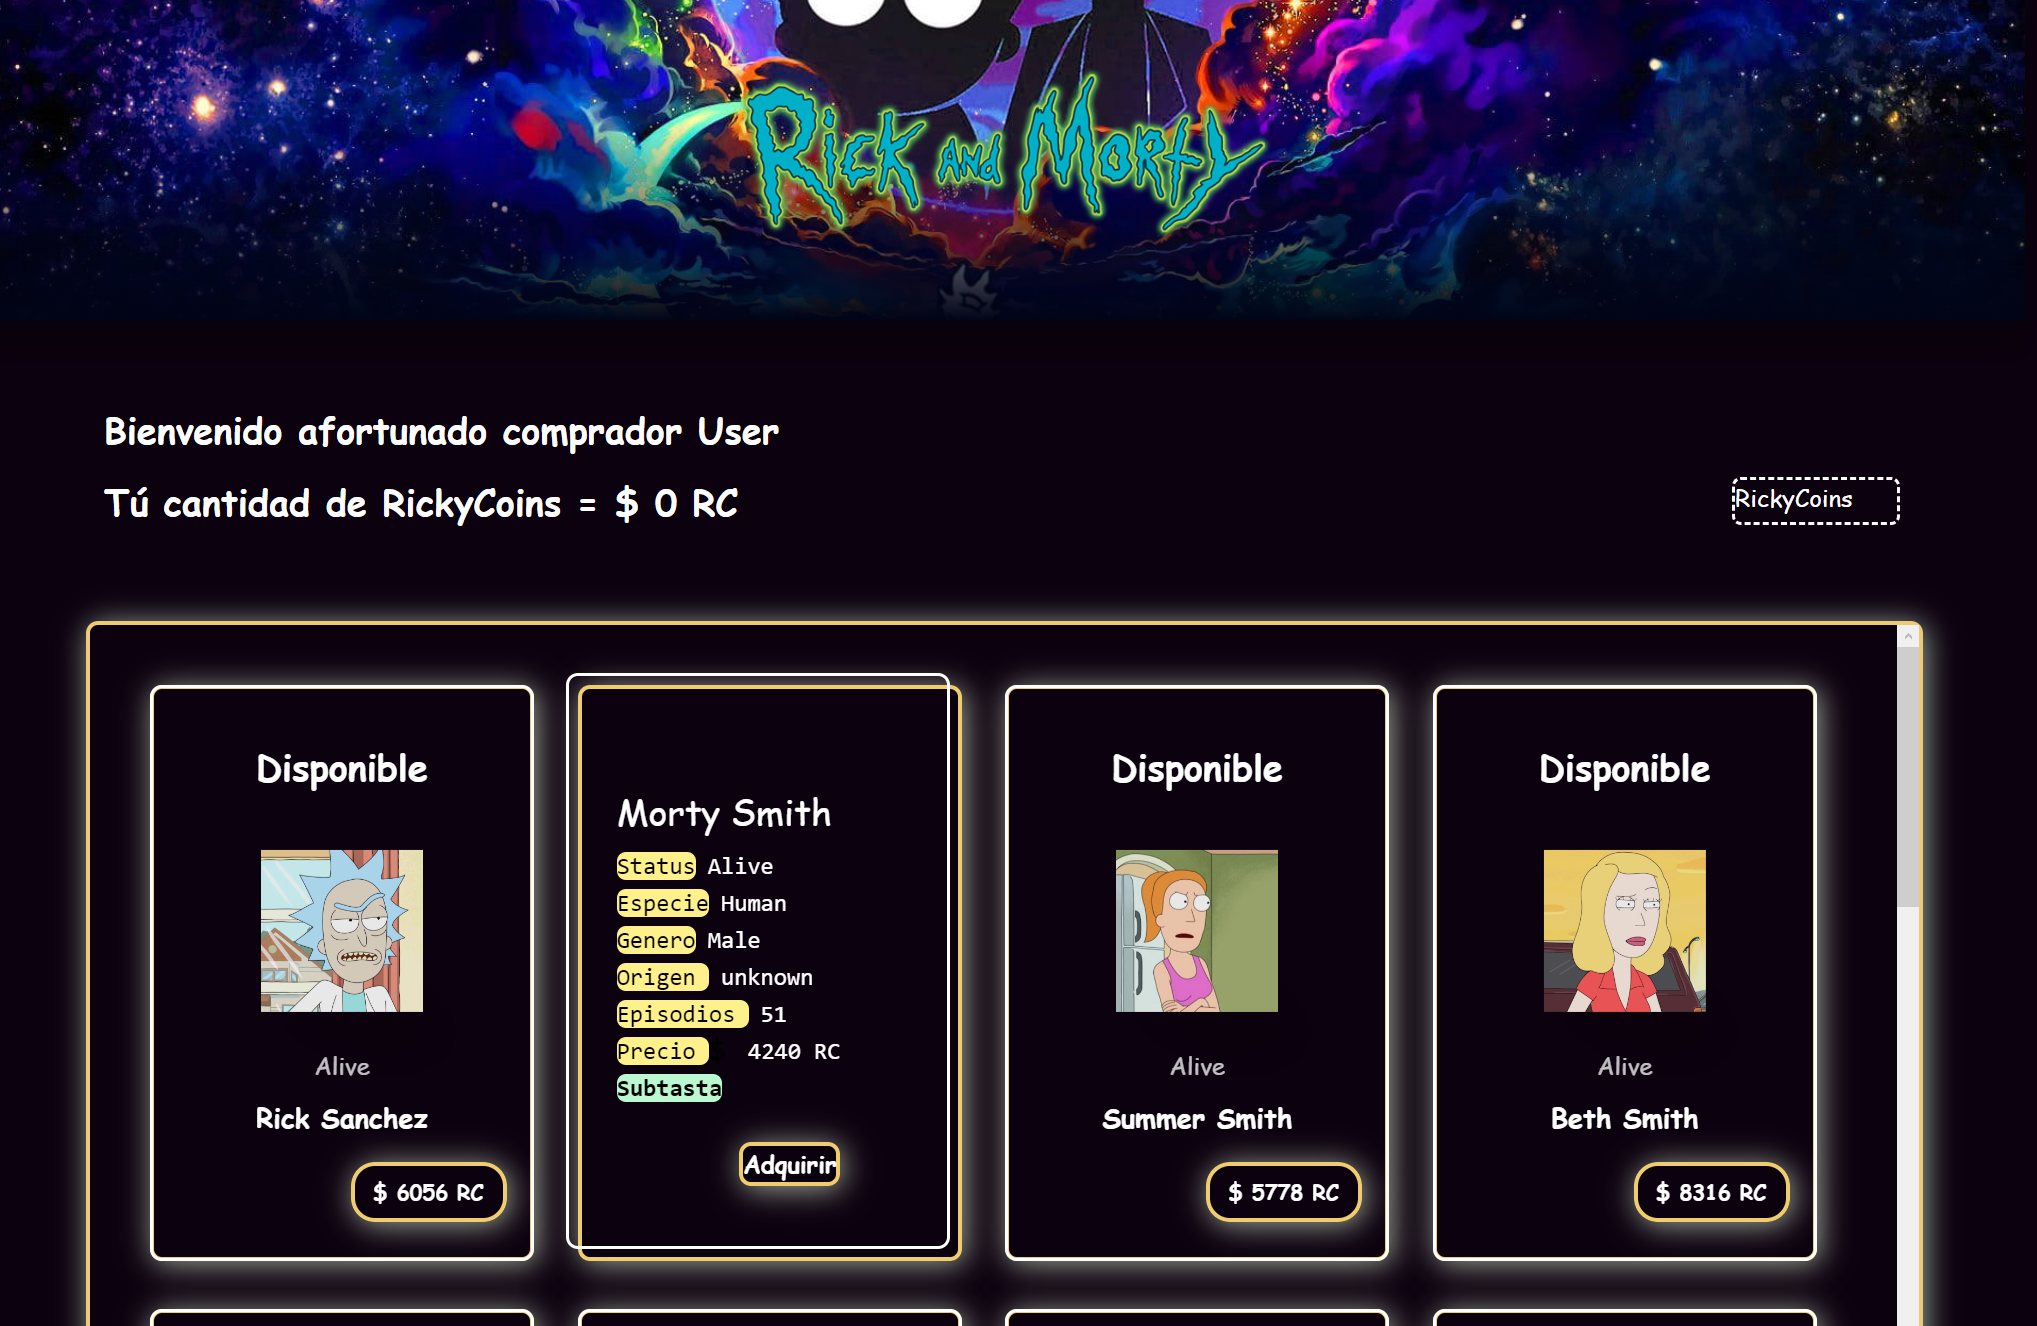 Rick and Morty
Bienvenido afortunado comprador User
Tú cantidad de RickyCoins = $ 0 RC
RickyCoins
Disponible
Alive
Rick Sanchez
$ 6056 RC
Morty Smith
Status Alive
Especie Human
Genero Male
Origen unknown
Episodios 51
Precio $ 4240 RC
Subtasta
Adquirir
Disponible
Alive
Summer Smith
$ 5778 RC
Disponible
Alive
Beth Smith
$ 8316 RC